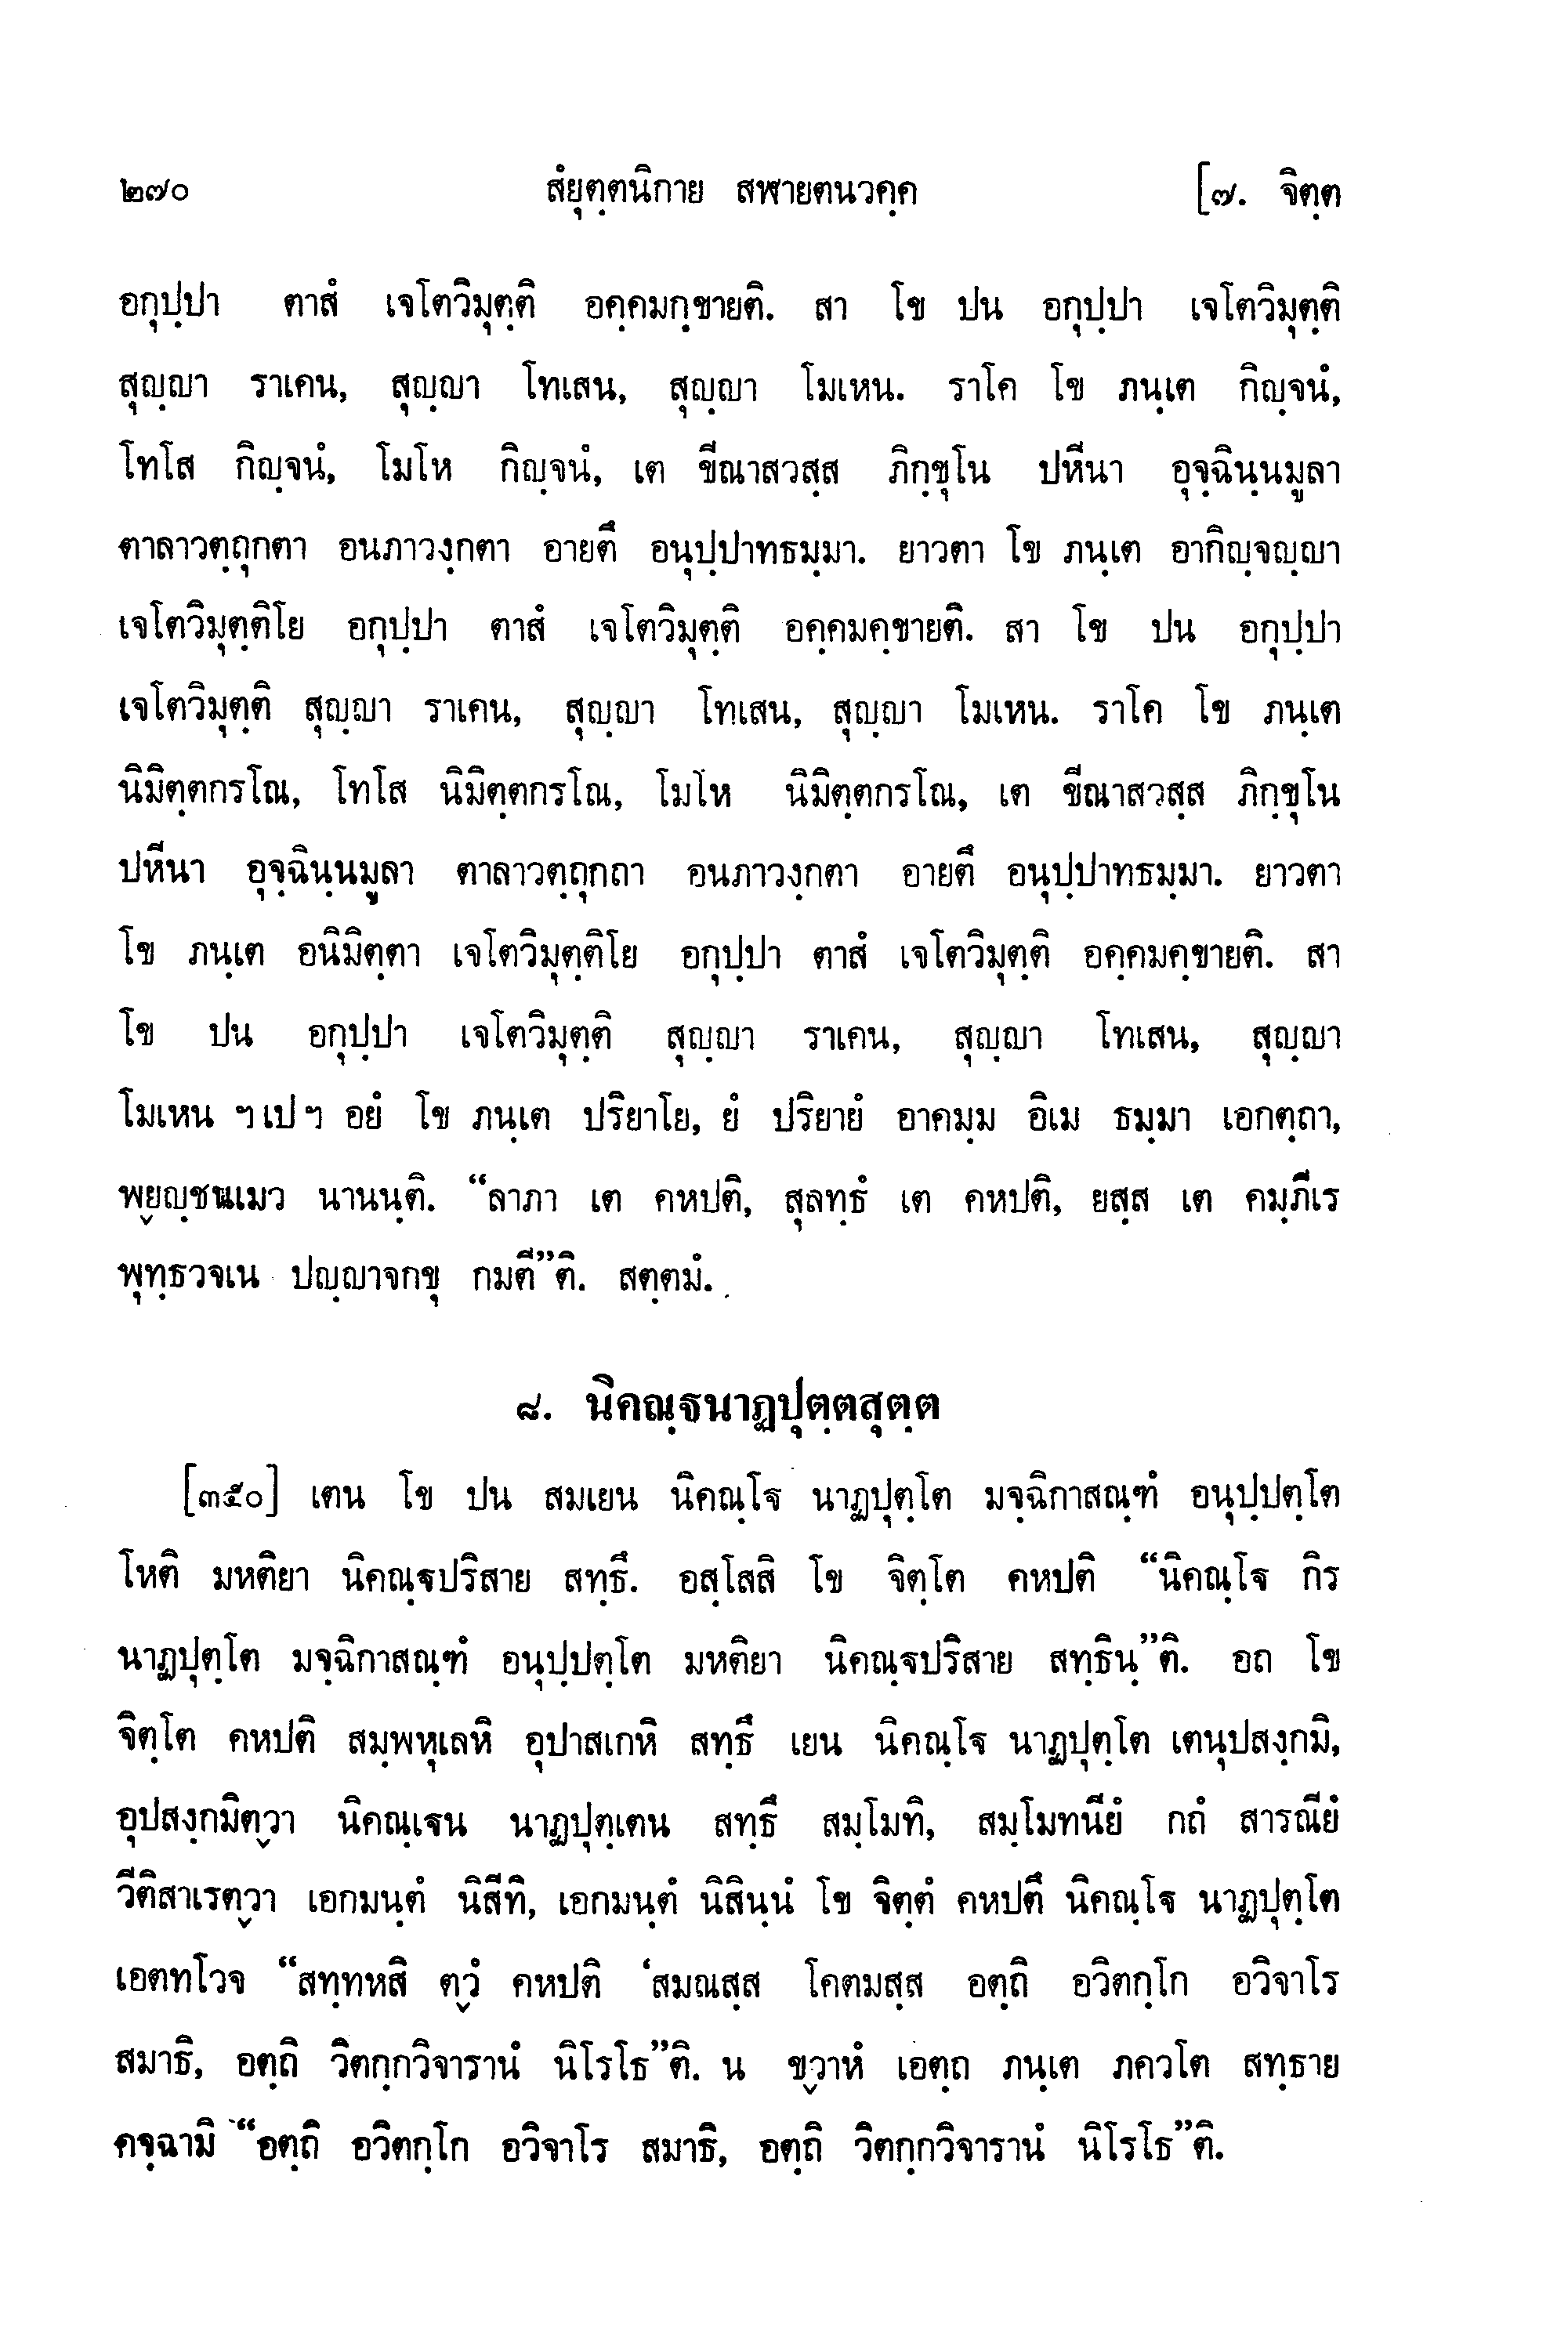 ๒๗๐ สํยุตฺตนิกาย สฬายตนวคฺค [๗. จิตฺต
อกุปฺปา ตาสํ เจโตวิมุตฺติ อคฺคมกฺขายติ. สา โข ปน อกุปฺปา เจโตวิมุตฺติ
สุญฺญา ราเคน, สุญฺญา โทเสน, สุญฺญา โมเหน. ราโค โข ภนฺเต กิญฺจนํ,
โทโส กิญฺจนํ, โมโห กิญฺจนํ, เต ขีณาสวสฺส ภิกฺขุโน ปหีนา อุจฺฉินฺนมูลา
ตาลาวตฺถุกตา อนภาวงฺกตา อายตึ อนุปฺปาทธมฺมา. ยาวตา โข ภนฺเต อากิญฺจญฺญา
เจโตวิมุตฺติโย อกุปฺปา ตาสํ เจโตวิมุตฺติ อคฺคมคฺขายติ. สา โข ปน อกุปฺปา
เจโตวิมุตฺติ สุญฺญา ราเคน, สุญฺญา โทเสน, สุญฺญา โมเหน. ราโค โข ภนฺเต
นิมิตฺตกรโณ, โทโส นิมิตฺตกรโณ, โมโห นิมิตฺตกรโณ, เต ขีณาสวสฺส ภิกฺขุโน
ปหีนา อุจฺฉินฺนมูลา ตาลาวตฺถุกถา อนภาวงฺกตา อายตึ อนุปฺปาทธมฺมา. ยาวตา
โข ภนฺเต อนิมิตฺตา เจโตวิมุตฺติโย อกุปฺปา ตาสํ เจโตวิมุตฺติ อคฺคมคฺขายติ. สา
โข ปน อกุปฺปา เจโตวิมุตฺติ สุญฺญา ราเคน, สุญฺญา โทเสน, สุญฺญา
โมเหน ฯเปฯ อยํ โข ภนฺเต ปริยาโย, ยํ ปริยายํ อาคมฺม อิเม ธมฺมา เอกตฺถา,
พฺยญฺชนเมว นานนฺติ. “ลาภา เต คหปติ, สุลทฺธํ เต คหปติ, ยสฺส เต คมฺภีเร
พุทฺธวจเน ปญฺญาจกขุ กมตี”ติ. สตฺตมํ.
๘. นิคณฺฐนาฏปุตฺตสุตฺต
[๓๕๐] เตน โข ปน สมเยน นิคณฺโฐ นาฏปุตฺโต มจฺฉิกาสณฺฑํ อนุปฺปตฺโต
โหติ มหติยา นิคณฺฐปริสาย สทฺธึ. อสฺโสสิ โข จิตฺโต คหปติ “นิคณฺโฐ กิร
นาฏปุตฺโต มจฺฉิกาสณฺฑํ อนุปฺปตฺโต มหติยา นิคณฺฐปริสาย สทฺธินฺ”ติ. อถ โข
จิตฺโต คหปติ สมฺพหุเลหิ อุปาสเกหิ สทฺธึ เยน นิคณฺโฐ นาฏปุตฺโต เตนุปสงฺกมิ,
อุปสงฺกมิตฺวา นิคณฺเฐน นาฏปุตฺเตน สทฺธึ สมฺโมทิ, สมฺโมทนียํ กถํ สารณียํ
วีติสาเรตฺวา เอกมนฺตํ นิสีทิ, เอกมนฺตํ นิสินฺนํ โข จิตฺตํ คหปตึ นิคณฺโฐ นาฏปุตฺโต
เอตทโวจ “สทฺทหสิ ตฺวํ คหปติ ‘สมณสฺส โคตมสฺส อตฺถิ อวิตกฺโก อวิจาโร
สมาธิ, อตฺถิ วิตกฺกวิจารานํ นิโรโธ”ติ. น ขฺวาหํ เอตฺถ ภนฺเต ภควโต สทฺธาย
คจฺฉามิ “อตฺถิ อวิตกฺโก อวิจาโร สมาธิ, อตฺถิ วิตกฺกวิจารานํ นิโรโธ”ติ.